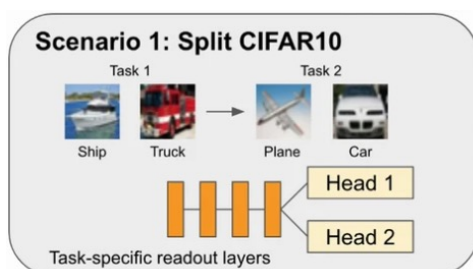 Scenario 1: Split CIFAR10
Task 1
Task 2
Ship
Truck
Plane
Car
Head 1
Head 2
Task-specific readout layers